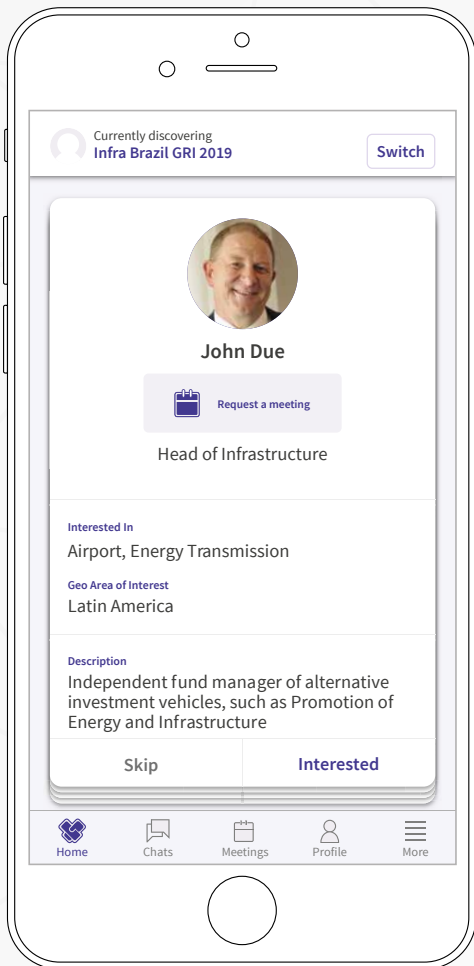 Currently discovering
Infra Brazil GRI 2019
Switch
John Due
Request a meeting
Head of Infrastructure
Interested In
Airport, Energy Transmission
Geo Area of Interest
Latin America
Description
Independent fund manager of alternative
investment vehicles, such as Promotion of
Energy and Infrastructure
Skip Interested
Home Chats Meetings Profile More